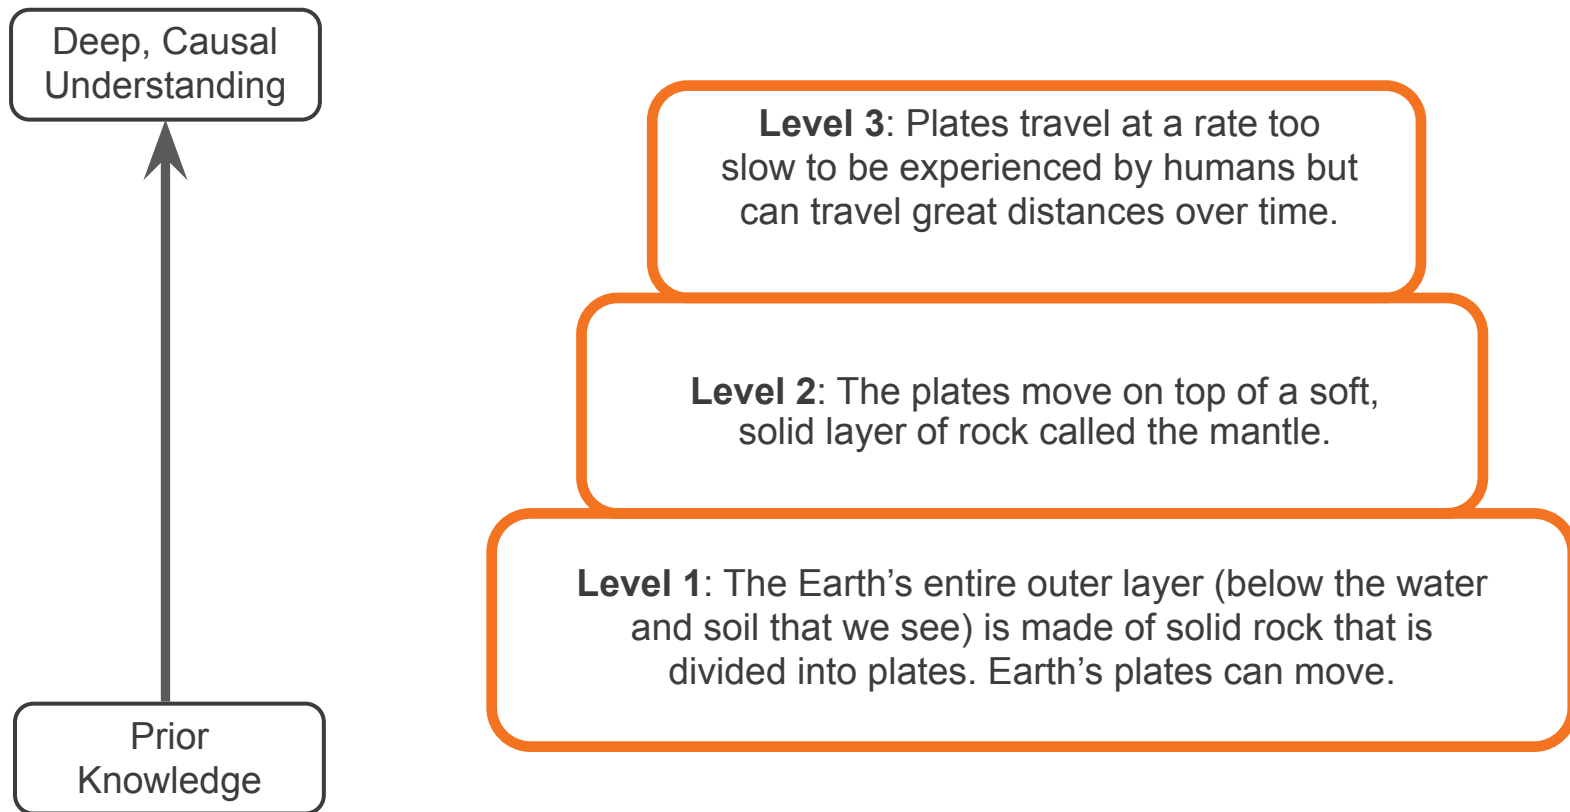 Deep, Causal
Understanding
Level 3: Plates travel at a rate too
slow to be experienced by humans but
can travel great distances over time.
Level 2: The plates move on top of a soft,
solid layer of rock called the mantle.
Level 1: The Earth’s entire outer layer (below the water
and soil that we see) is made of solid rock that is
divided into plates. Earth’s plates can move.
Prior
Knowledge